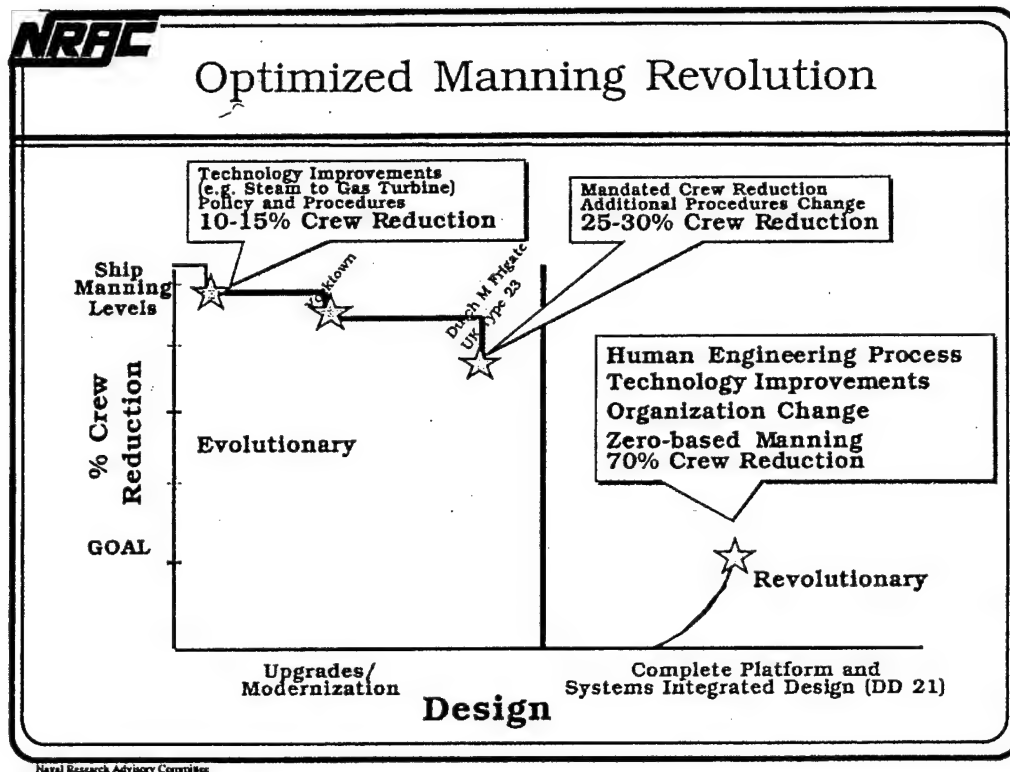 NRAC
Optimized Manning Revolution
Technology Improvements
(e.g. Steam to Gas Turbine)
Policy and Procedures
10-15% Crew Reduction
Mandated Crew Reduction
Additional Procedures Change
25-30% Crew Reduction
Ship
Manning
Levels
Yorktown
Dutch M Frigate
UK Type 23
Human Engineering Process
Technology Improvements
Organization Change
Zero-based Manning
70% Crew Reduction
% Crew
Reduction
Evolutionary
GOAL
Revolutionary
Upgrades/
Modernization
Complete Platform and
Systems Integrated Design (DD 21)
Design
Naval Research Advisory Committee